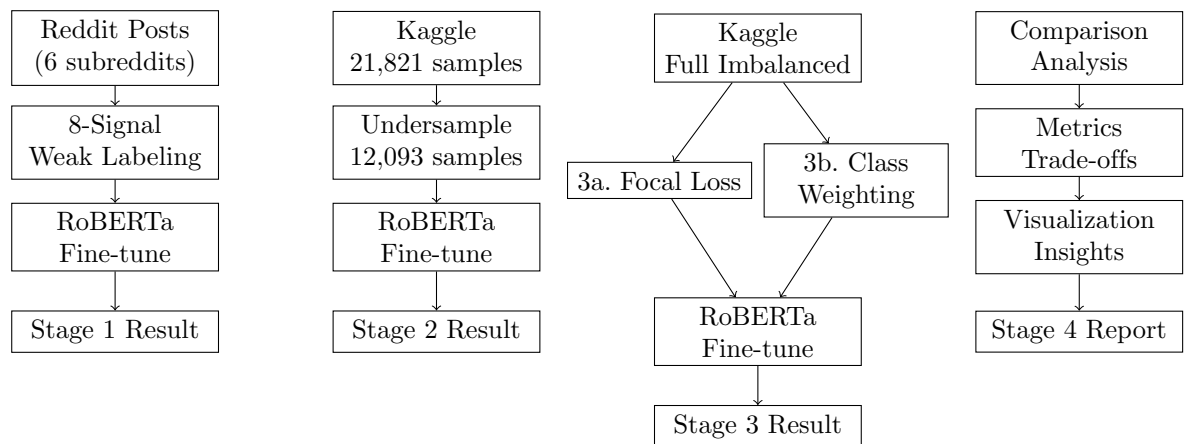 Reddit Posts
(6 subreddits)
8-Signal
Weak Labeling
RoBERTa
Fine-tune
Stage 1 Result
Kaggle
21,821 samples
Undersample
12,093 samples
RoBERTa
Fine-tune
Stage 2 Result
Kaggle
Full Imbalanced
3a. Focal Loss
3b. Class
Weighting
RoBERTa
Fine-tune
Stage 3 Result
Comparison
Analysis
Metrics
Trade-offs
Visualization
Insights
Stage 4 Report